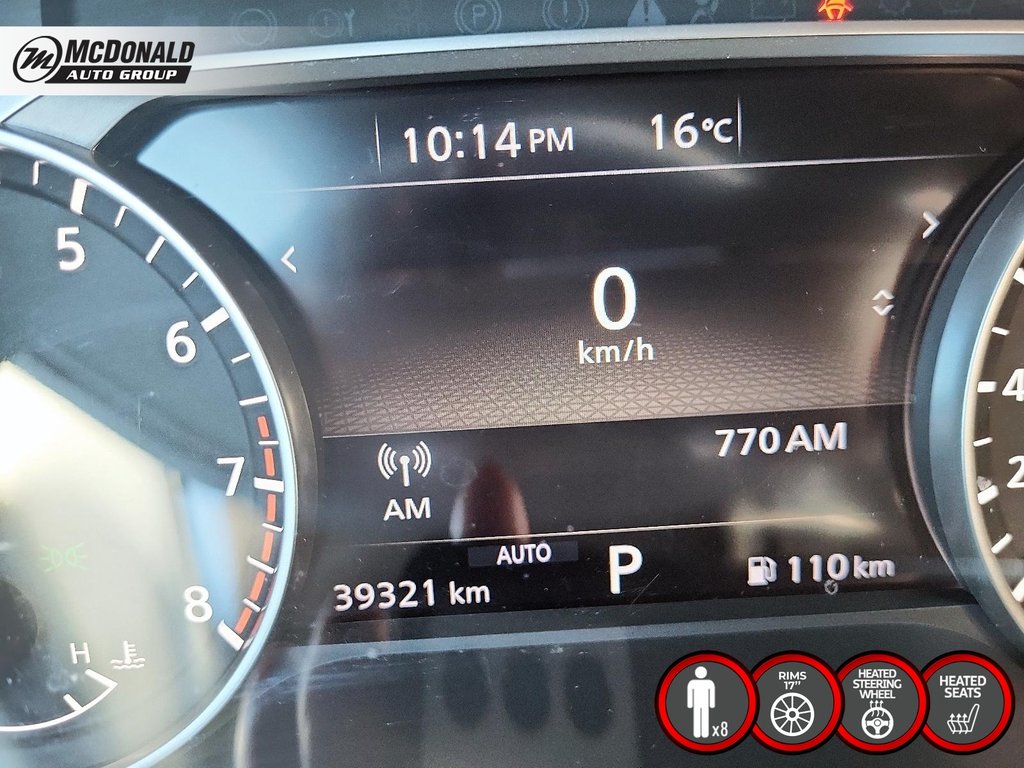 McDONALD
AUTO GROUP
10:14 PM 16°C
5
6
7
8
H
0
km/h
AM
770 AM
AUTO
39321 km P 110 km
4
2
x8
RIMS
17"
HEATED
STEERING
WHEEL
HEATED
SEATS